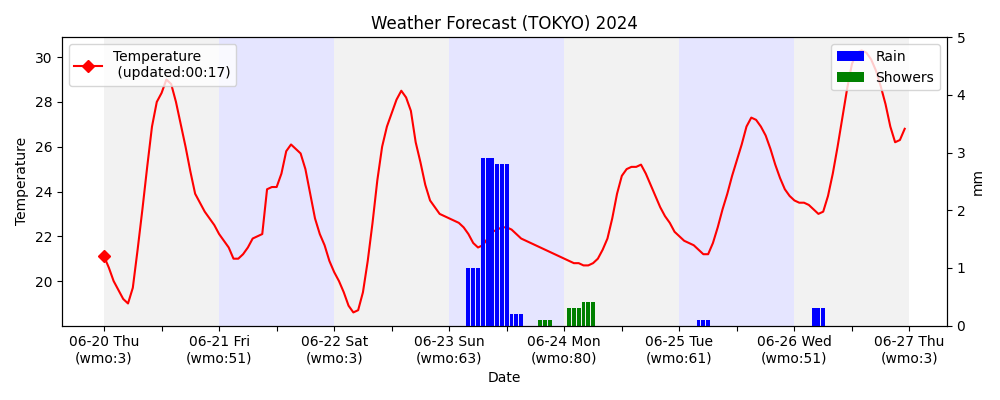 Weather Forecast (TOKYO) 2024
Temperature
(updated:00:17)
Rain
Showers
Temperature
30
28
26
24
22
20
5
4
3
2
1
0
mm
06-20 Thu
(wmo:3)
06-21 Fri
(wmo:51)
06-22 Sat
(wmo:3)
06-23 Sun
(wmo:63)
06-24 Mon
(wmo:80)
06-25 Tue
(wmo:61)
06-26 Wed
(wmo:51)
06-27 Thu
(wmo:3)
Date